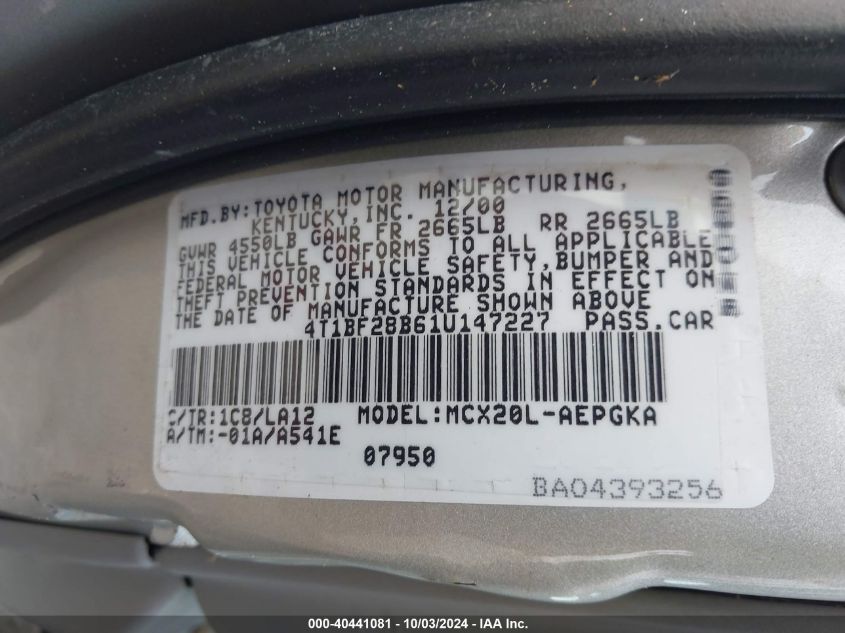 MFD.BY:TOYOTA MOTOR MANUFACTURING,
KENTUCKY,INC. 12/00
GVWR 4550LB GAWR FR 2665LB RR 2665LB
THIS VEHICLE CONFORMS TO ALL APPLICABLE
FEDERAL MOTOR VEHICLE SAFETY,BUMPER AND
THEFT PREVENTION STANDARDS IN EFFECT ON
THE DATE OF MANUFACTURE SHOWN ABOVE
4T1BF28B61U147227 PASS.CAR
C/TR:1C8/LA12 MODEL:MCX20L-AEPGKA
A/TM:-01A/A541E
07950
BA04393256
000-40441081 - 10/03/2024 - IAA Inc.